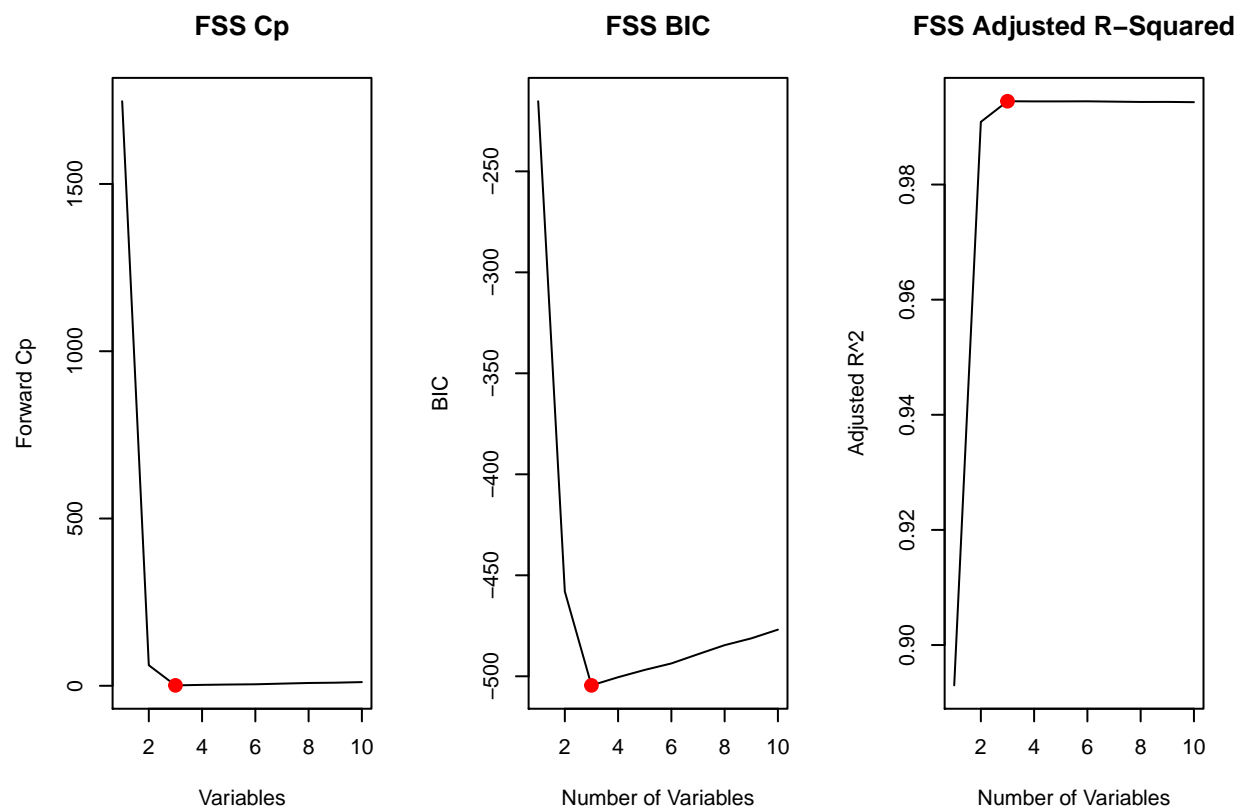 FSS Cp
1500
1000
500
0
Forward Cp
2 4 6 8 10
Variables
FSS BIC
−250
−300
−350
−400
−450
−500
BIC
2 4 6 8 10
Number of Variables
FSS Adjusted R−Squared
0.98
0.96
0.94
0.92
0.90
Adjusted R^2
2 4 6 8 10
Number of Variables